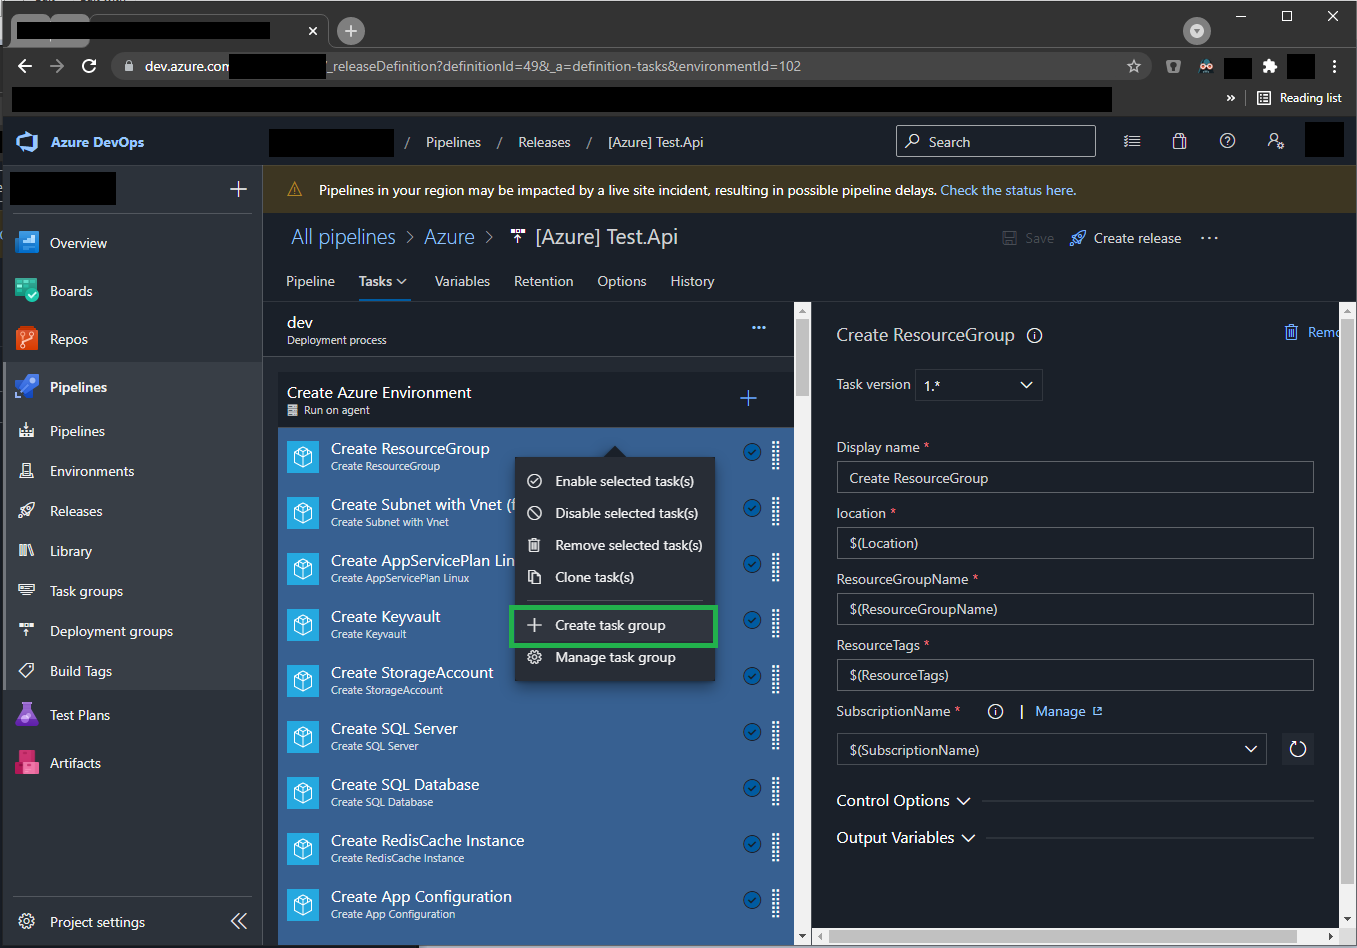 dev.azure.com
_releaseDefinition?definitionId=49&_a=definition-tasks&environmentId=102
»
Reading list
Azure DevOps
/ Pipelines / Releases / [Azure] Test.Api
Search
Pipelines in your region may be impacted by a live site incident, resulting in possible pipeline delays. Check the status here.
Overview
Boards
Repos
Pipelines
Pipelines
Environments
Releases
Library
Task groups
Deployment groups
Build Tags
Test Plans
Artifacts
Project settings
All pipelines > Azure > [Azure] Test.Api
Save
Create release
Pipeline
Tasks
Variables
Retention
Options
History
dev
Deployment process
Create Azure Environment
Run on agent
Create ResourceGroup
Create ResourceGroup
Create Subnet with Vnet (f
Create Subnet with Vnet
Create AppServicePlan Lin
Create AppServicePlan Linux
Create Keyvault
Create Keyvault
Create StorageAccount
Create StorageAccount
Create SQL Server
Create SQL Server
Create SQL Database
Create SQL Database
Create RedisCache Instance
Create RedisCache Instance
Create App Configuration
Create App Configuration
Enable selected task(s)
Disable selected task(s)
Remove selected task(s)
Clone task(s)
Create task group
Manage task group
Create ResourceGroup
Remo
Task version 1.*
Display name *
Create ResourceGroup
location *
$(Location)
ResourceGroupName *
$(ResourceGroupName)
ResourceTags *
$(ResourceTags)
SubscriptionName * | Manage
$(SubscriptionName)
Control Options
Output Variables